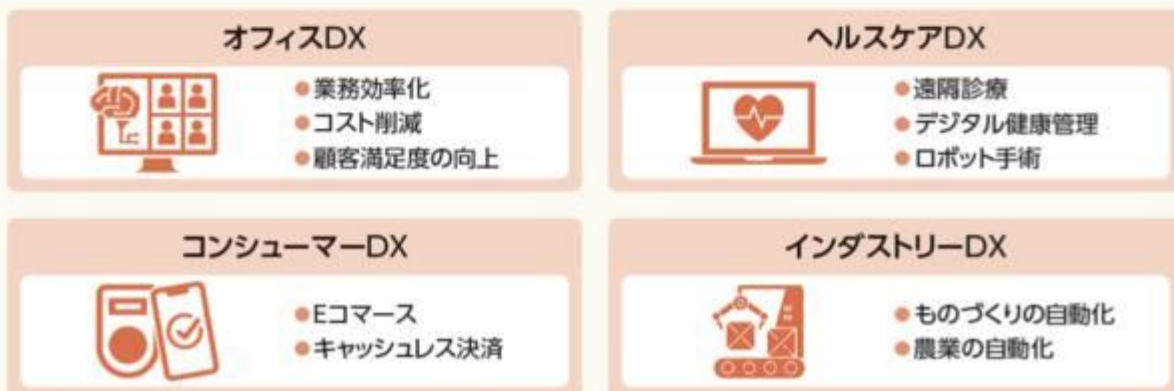 オフィスDX
●業務効率化
●コスト削減
●顧客満足度の向上
ヘルスケアDX
●遠隔診療
●デジタル健康管理
●ロボット手術
コンシューマーDX
●Eコマース
●キャッシュレス決済
インダストリーDX
●ものづくりの自動化
●農業の自動化